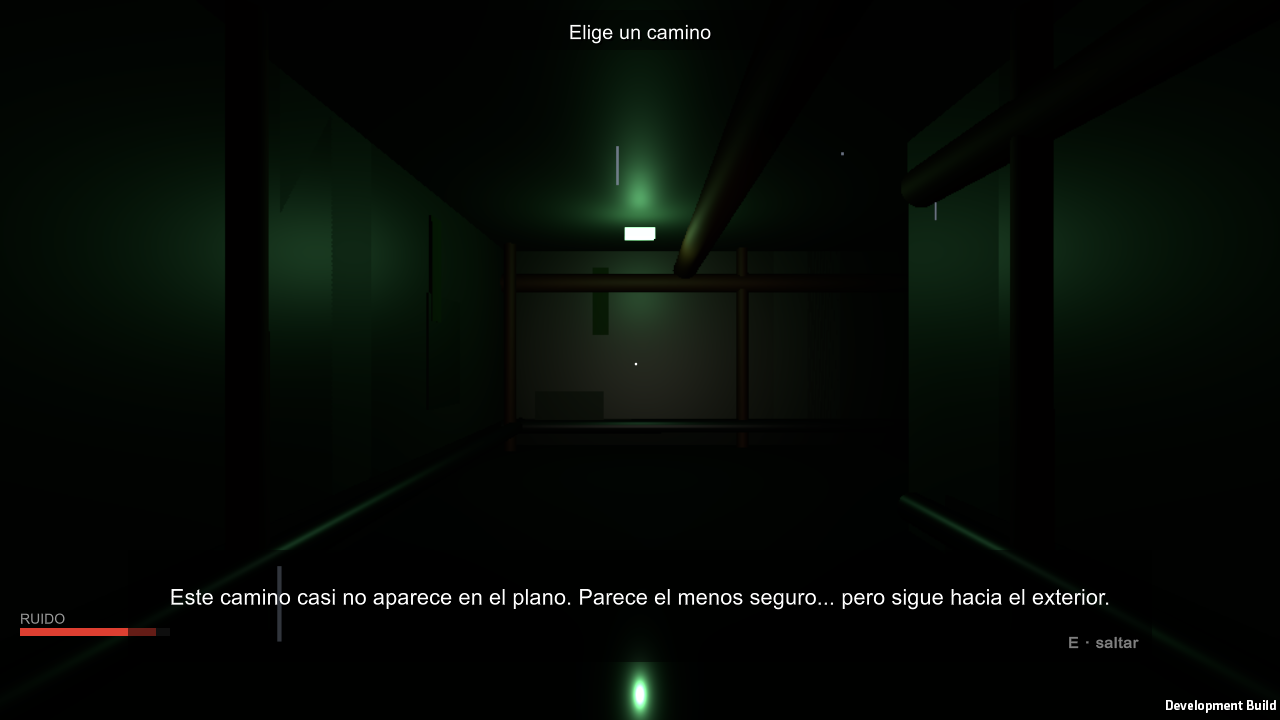 Elige un camino
Este camino casi no aparece en el plano. Parece el menos seguro... pero sigue hacia el exterior.
RUIDO
E · saltar
Development Build